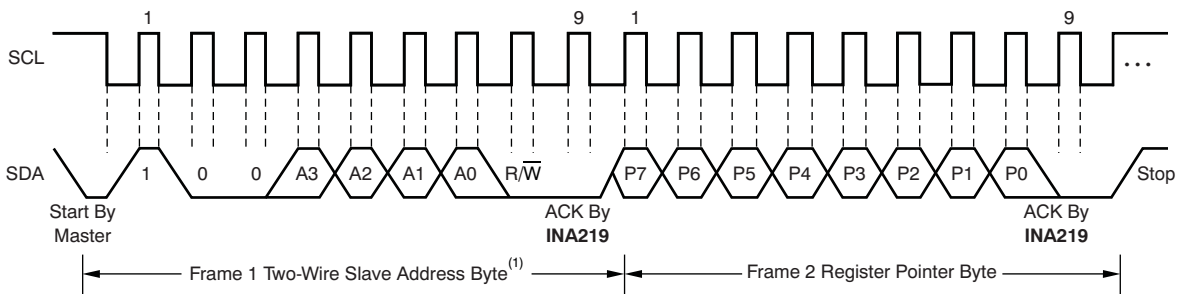 1 9 1 9
SCL
...
SDA
1 0 0 A3 A2 A1 A0 R/W P7 P6 P5 P4 P3 P2 P1 P0 Stop
Start By ACK By ACK By
Master INA219 INA219
Frame 1 Two-Wire Slave Address Byte(1) Frame 2 Register Pointer Byte